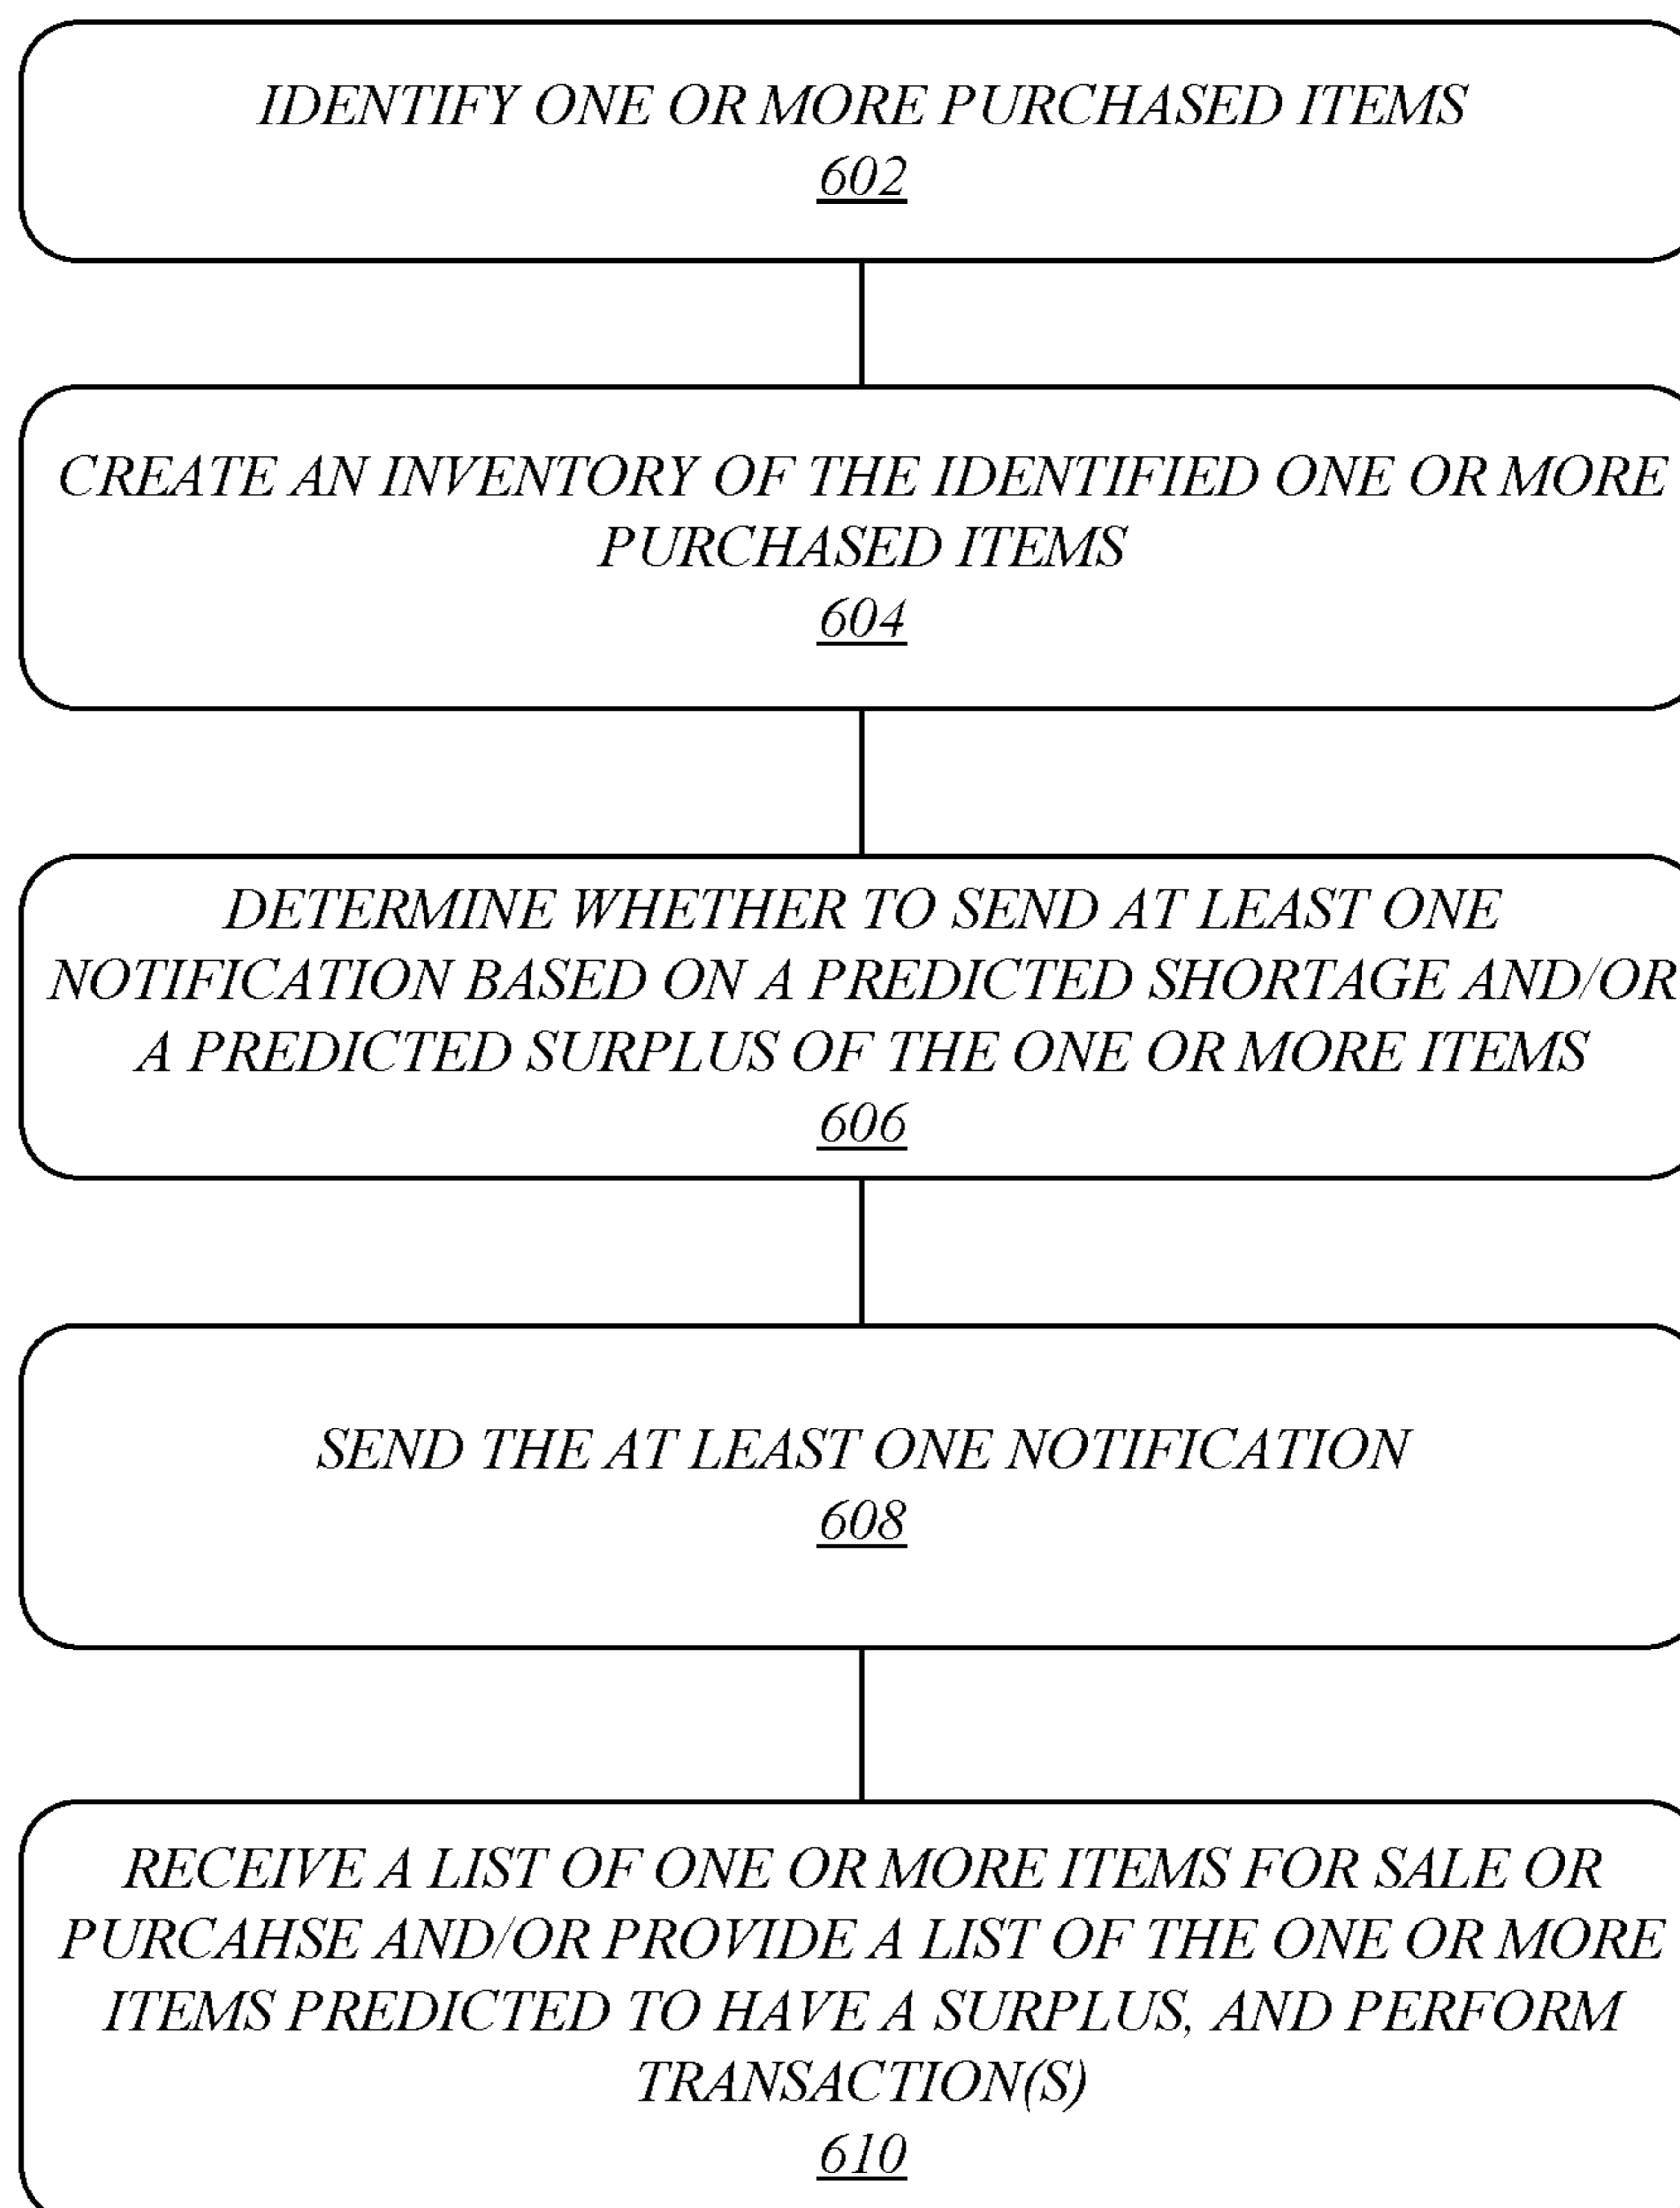 IDENTIFY ONE OR MORE PURCHASED ITEMS
602
CREATE AN INVENTORY OF THE IDENTIFIED ONE OR MORE
PURCHASED ITEMS
604
DETERMINE WHETHER TO SEND AT LEAST ONE
NOTIFICATION BASED ON A PREDICTED SHORTAGE AND/OR
A PREDICTED SURPLUS OF THE ONE OR MORE ITEMS
606
SEND THE AT LEAST ONE NOTIFICATION
608
RECEIVE A LIST OF ONE OR MORE ITEMS FOR SALE OR
PURCAHSE AND/OR PROVIDE A LIST OF THE ONE OR MORE
ITEMS PREDICTED TO HAVE A SURPLUS, AND PERFORM
TRANSACTION(S)
610